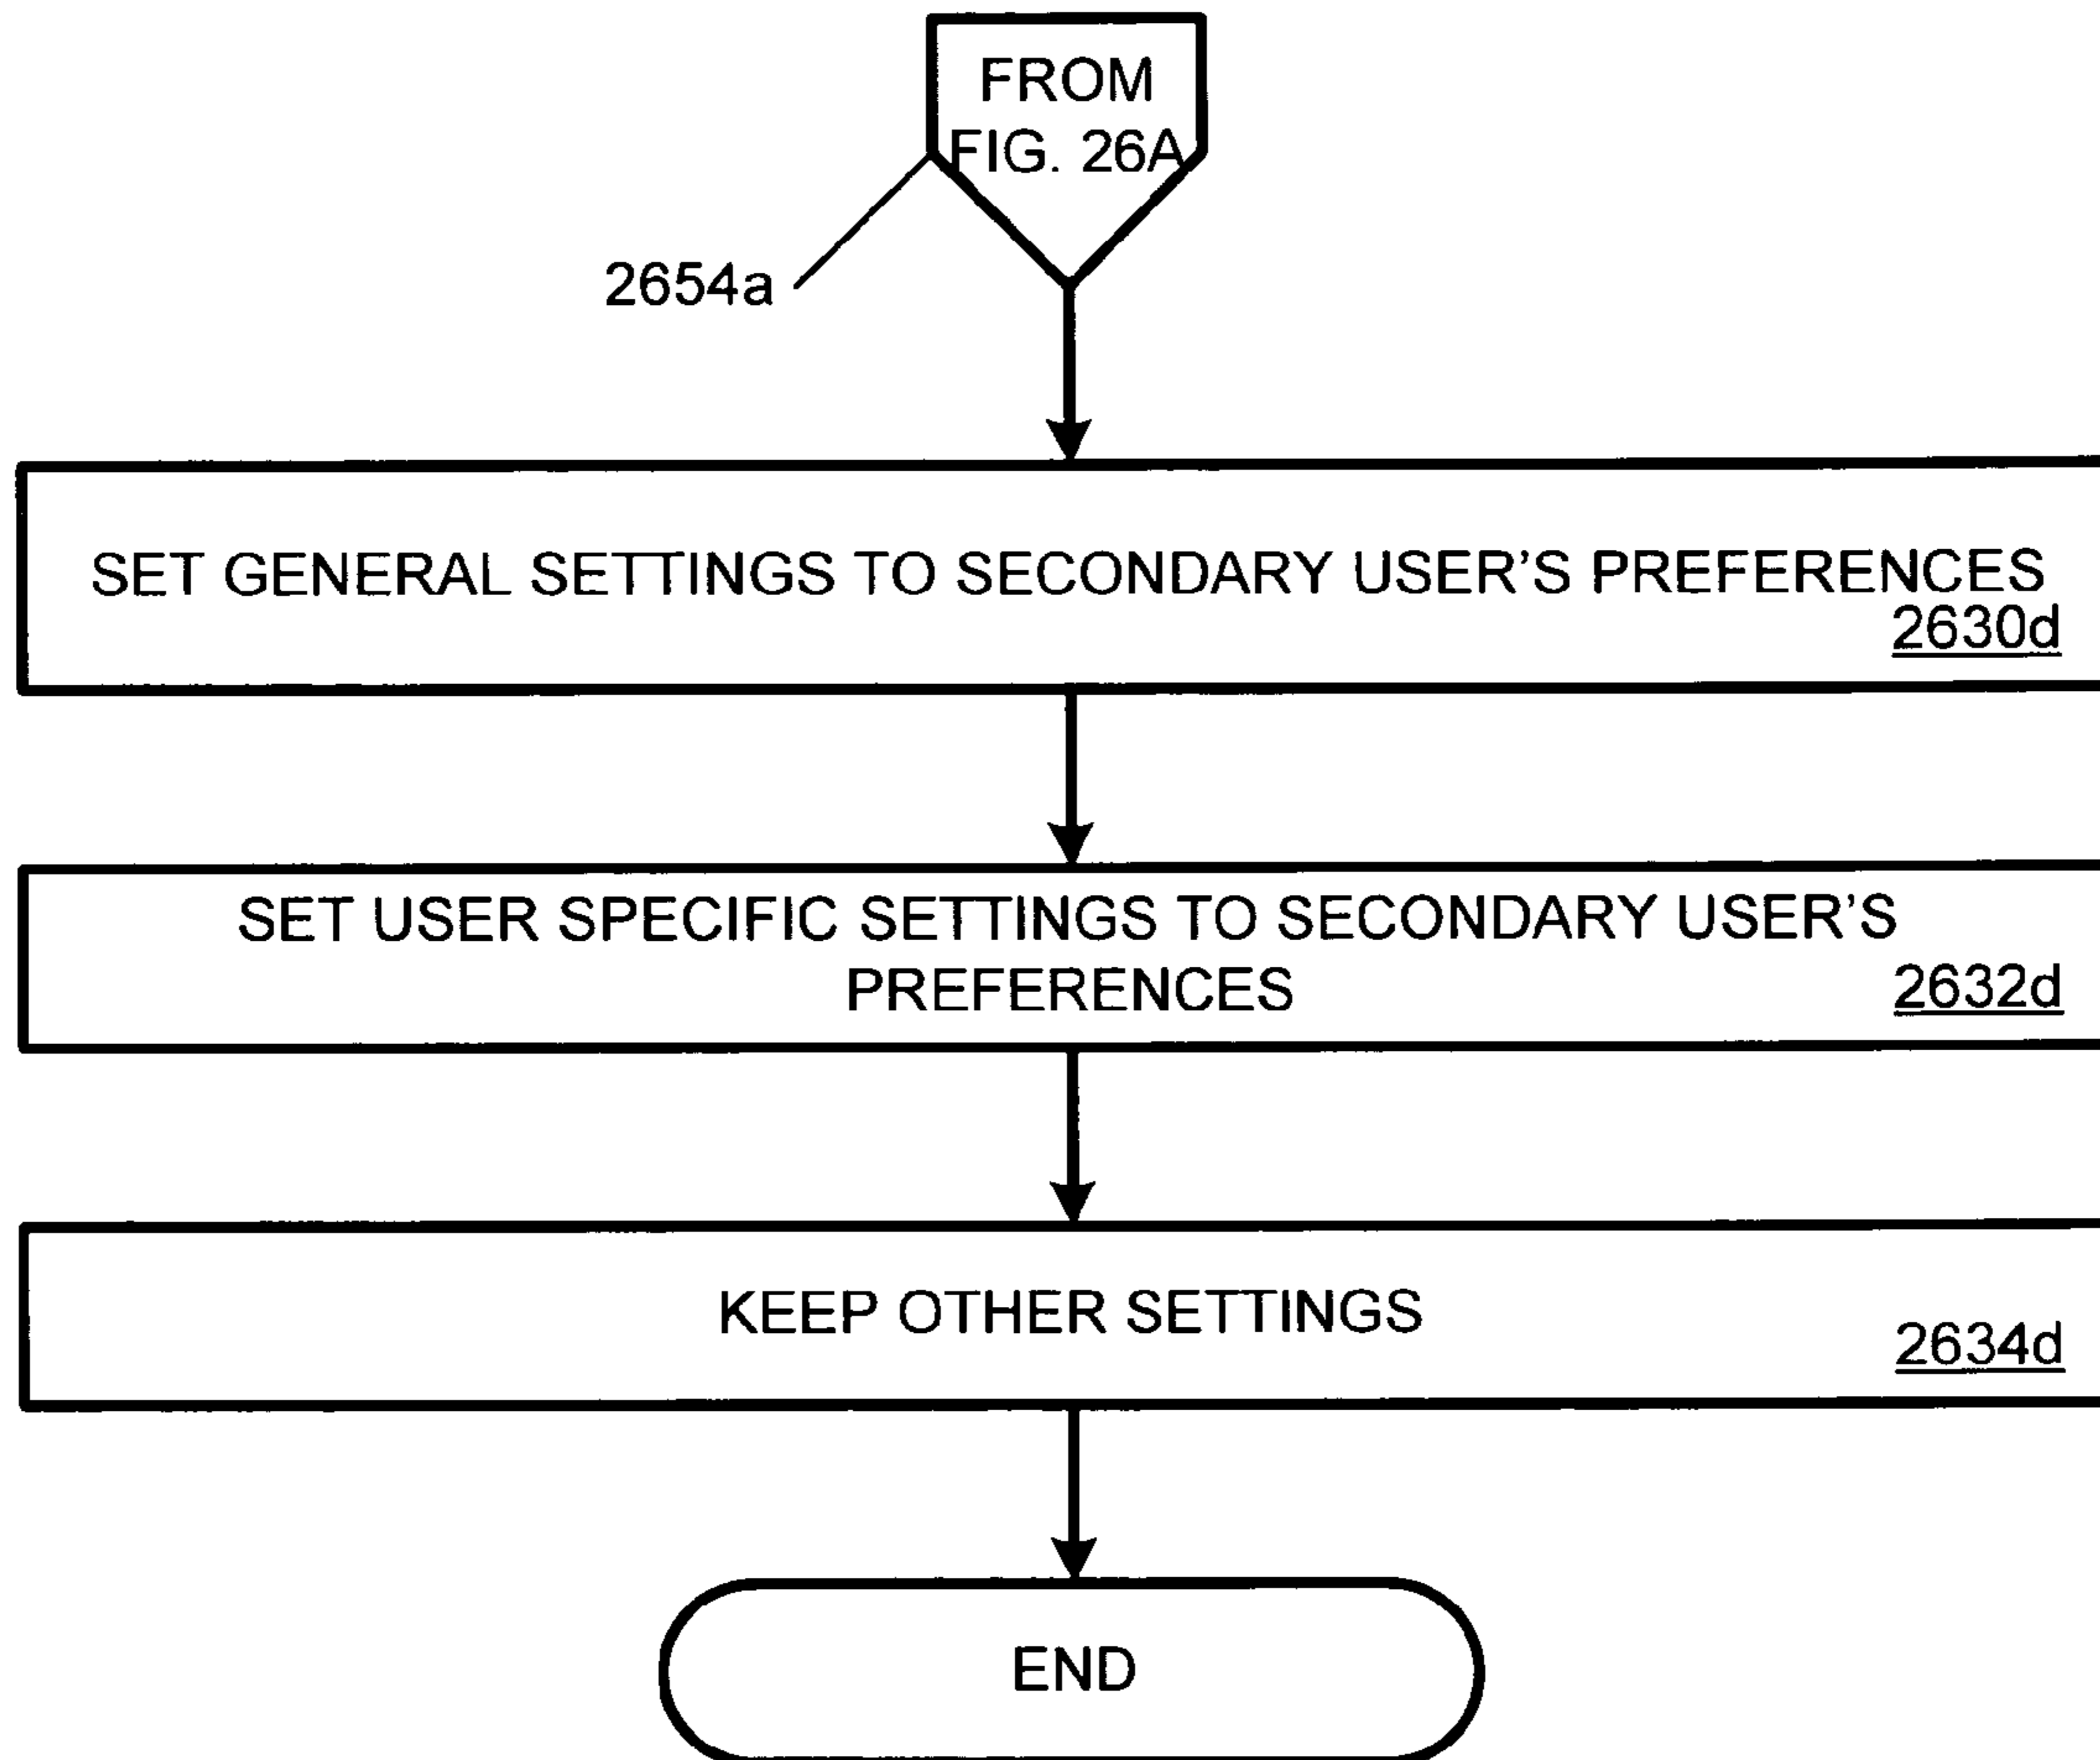 FROM
FIG. 26A
2654a
SET GENERAL SETTINGS TO SECONDARY USER'S PREFERENCES
2630d
SET USER SPECIFIC SETTINGS TO SECONDARY USER'S
PREFERENCES
2632d
KEEP OTHER SETTINGS
2634d
END